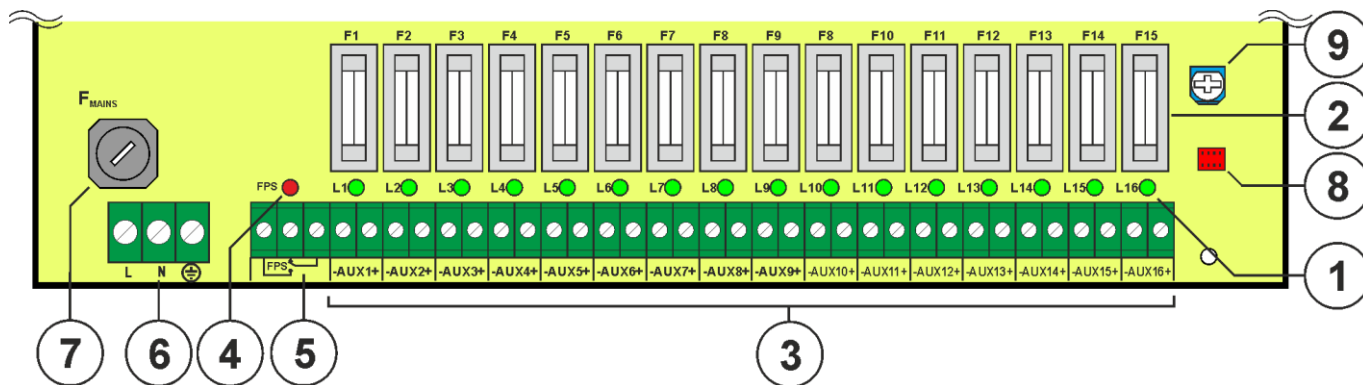 F1 F2 F3 F4 F5 F6 F7 F8 F9 F8 F10 F11 F12 F13 F14 F15
9
FMAINS
2
FPS L1 L2 L3 L4 L5 L6 L7 L8 L9 L10 L11 L12 L13 L14 L15 L16
8
L N
FPS
-AUX1+ -AUX2+ -AUX3+ -AUX4+ -AUX5+ -AUX6+ -AUX7+ -AUX8+ -AUX9+ -AUX10+ -AUX11+ -AUX12+ -AUX13+ -AUX14+ -AUX15+ -AUX16+
1
7 6 4 5 3